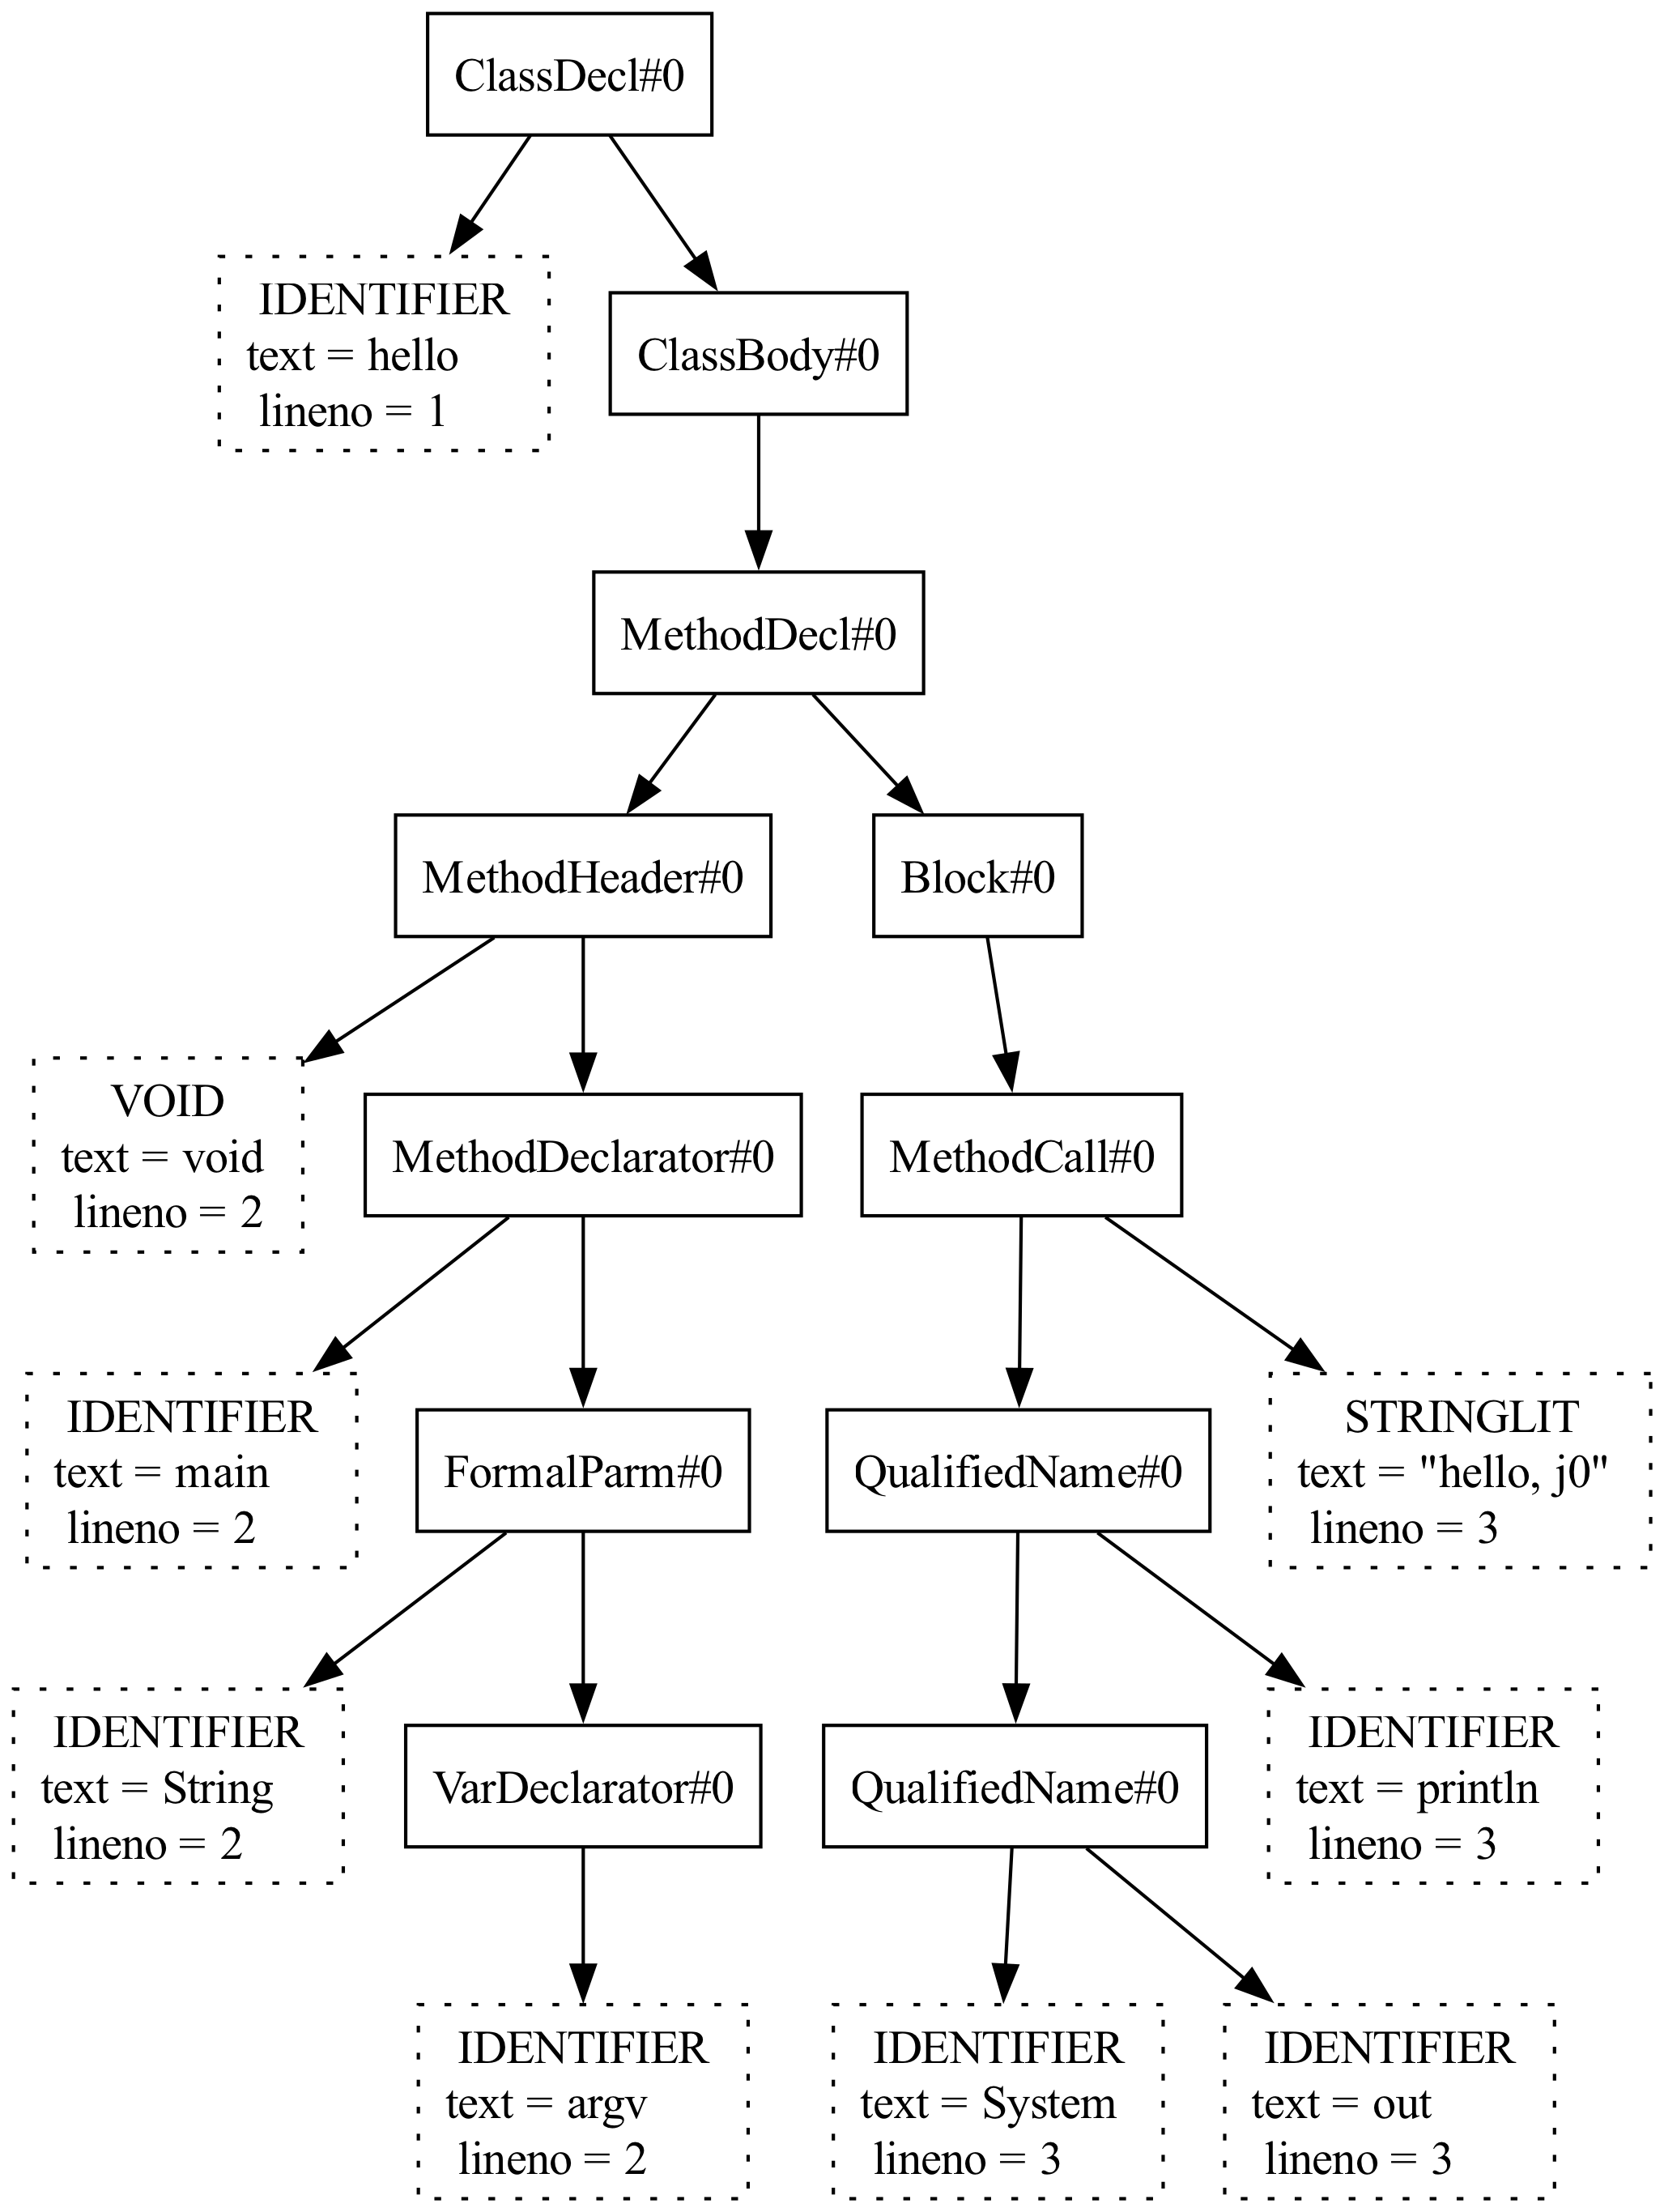 ClassDecl#0
IDENTIFIER
text = hello
lineno = 1
ClassBody#0
MethodDecl#0
MethodHeader#0
Block#0
VOID
text = void
lineno = 2
MethodDeclarator#0
MethodCall#0
IDENTIFIER
text = main
lineno = 2
FormalParm#0
QualifiedName#0
STRINGLIT
text = "hello, j0"
lineno = 3
IDENTIFIER
text = String
lineno = 2
VarDeclarator#0
QualifiedName#0
IDENTIFIER
text = println
lineno = 3
IDENTIFIER
text = argv
lineno = 2
IDENTIFIER
text = System
lineno = 3
IDENTIFIER
text = out
lineno = 3